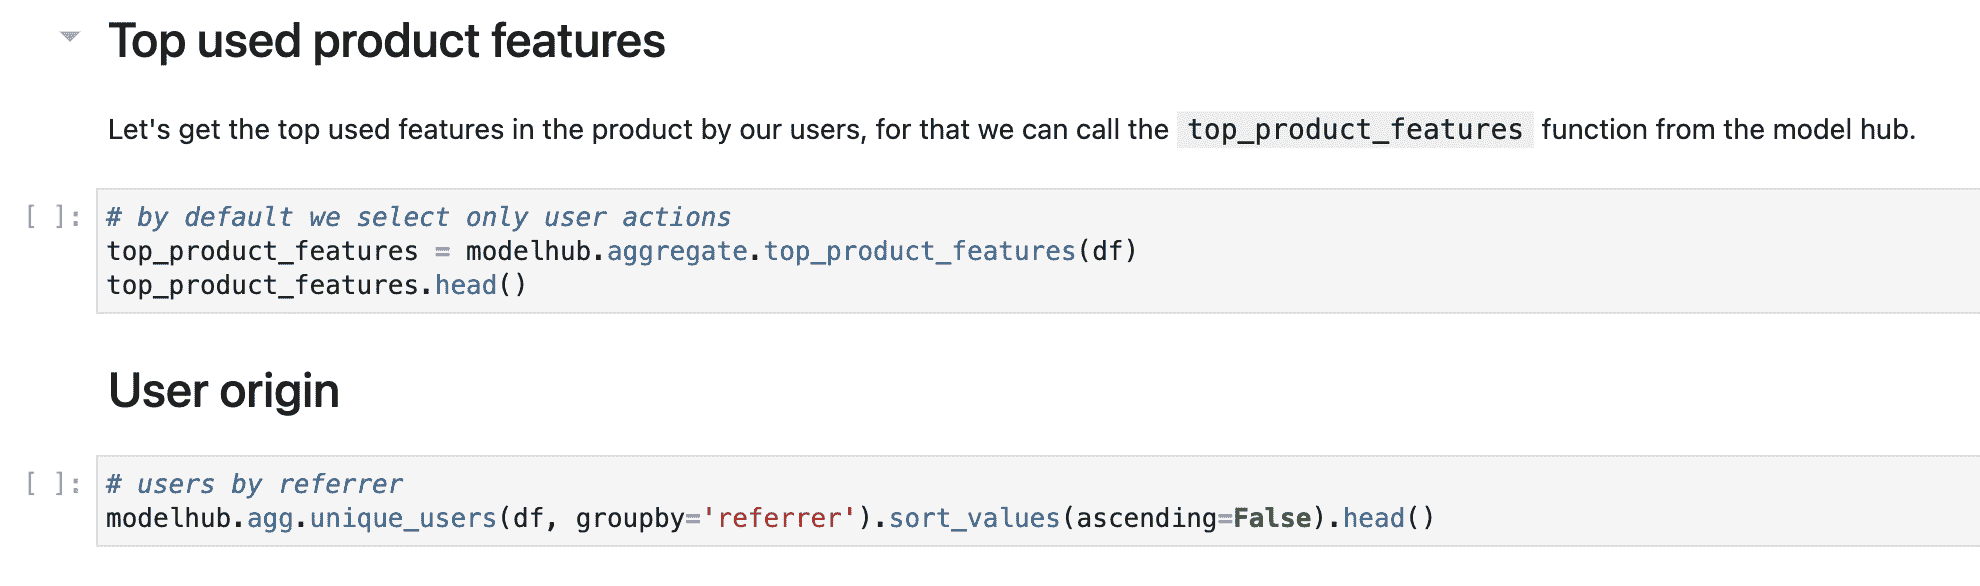 Top used product features
Let's get the top used features in the product by our users, for that we can call the top_product_features function from the model hub.
[ ]: # by default we select only user actions
top_product_features = modelhub.aggregate.top_product_features(df)
top_product_features.head()
User origin
[ ]: # users by referrer
modelhub.agg.unique_users(df, groupby='referrer').sort_values(ascending=False).head()